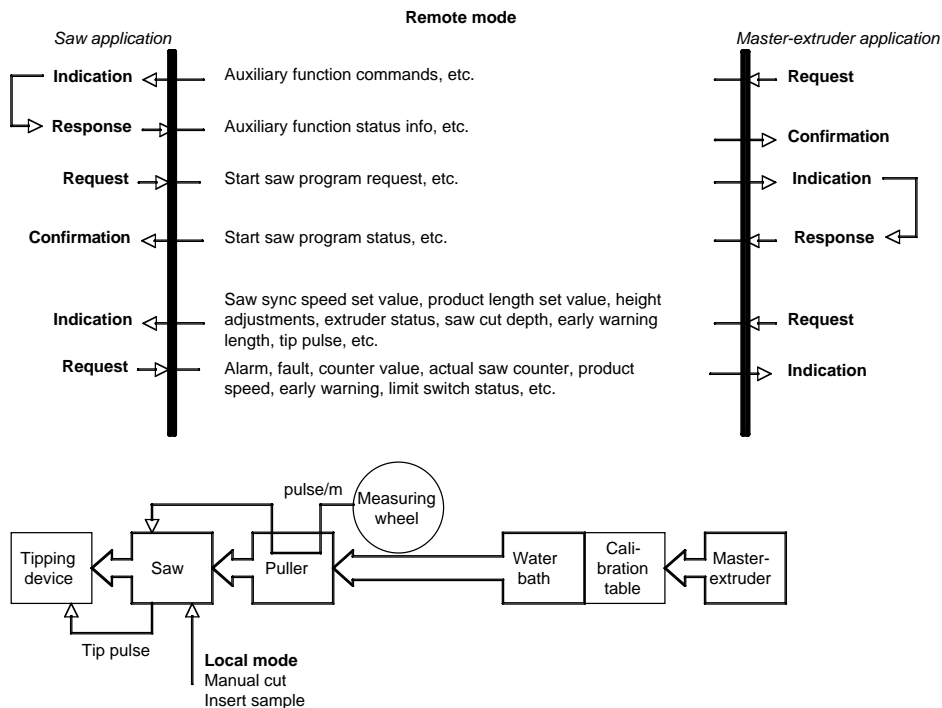 Remote mode
Saw application
Master-extruder application
Indication
Auxiliary function commands, etc.
Request
Response
Auxiliary function status info, etc.
Confirmation
Request
Start saw program request, etc.
Indication
Confirmation
Start saw program status, etc.
Response
Indication
Saw sync speed set value, product length set value, height
adjustments, extruder status, saw cut depth, early warning
length, tip pulse, etc.
Request
Request
Alarm, fault, counter value, actual saw counter, product
speed, early warning, limit switch status, etc.
Indication
pulse/m
Measuring
wheel
Tipping
device
Saw
Puller
Water
bath
Cali-
bration
table
Master-
extruder
Tip pulse
Local mode
Manual cut
Insert sample